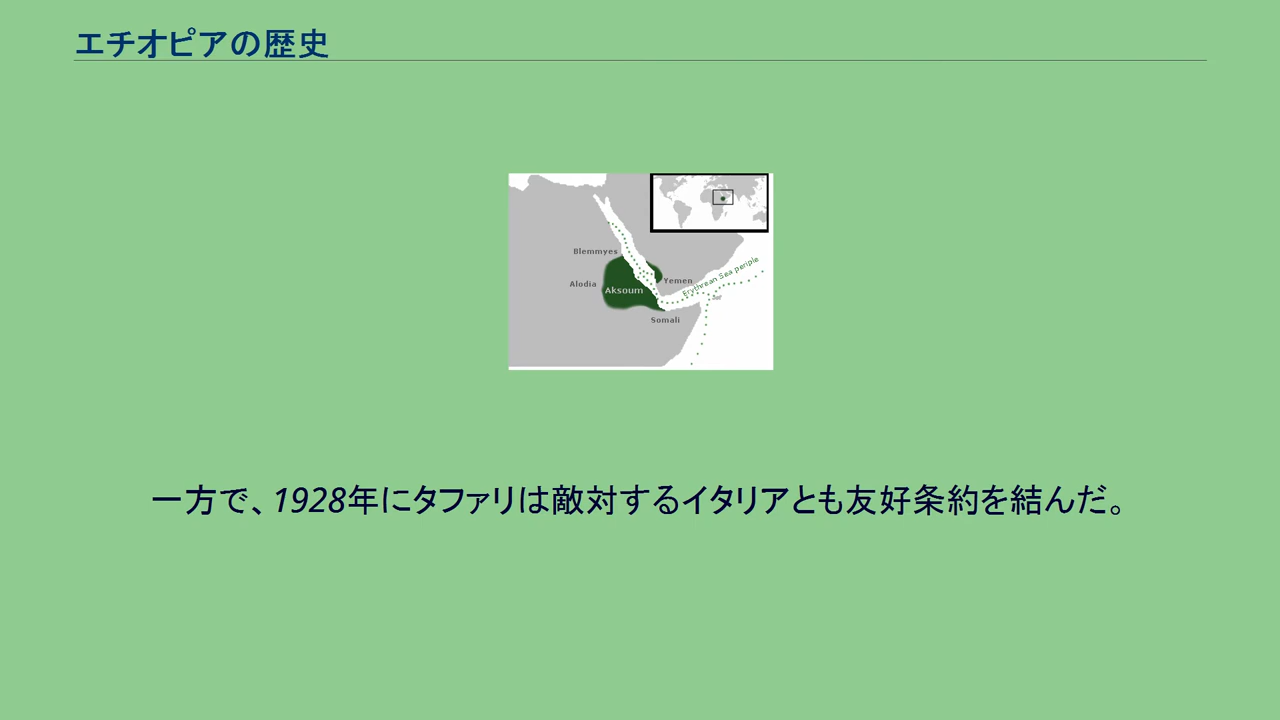 エチオピアの歴史
Blemmyes
Alodia
Aksoum
Yemen
Erythrean Sea periple
Somali
一方で、1928年にタファリは敵対するイタリアとも友好条約を結んだ。